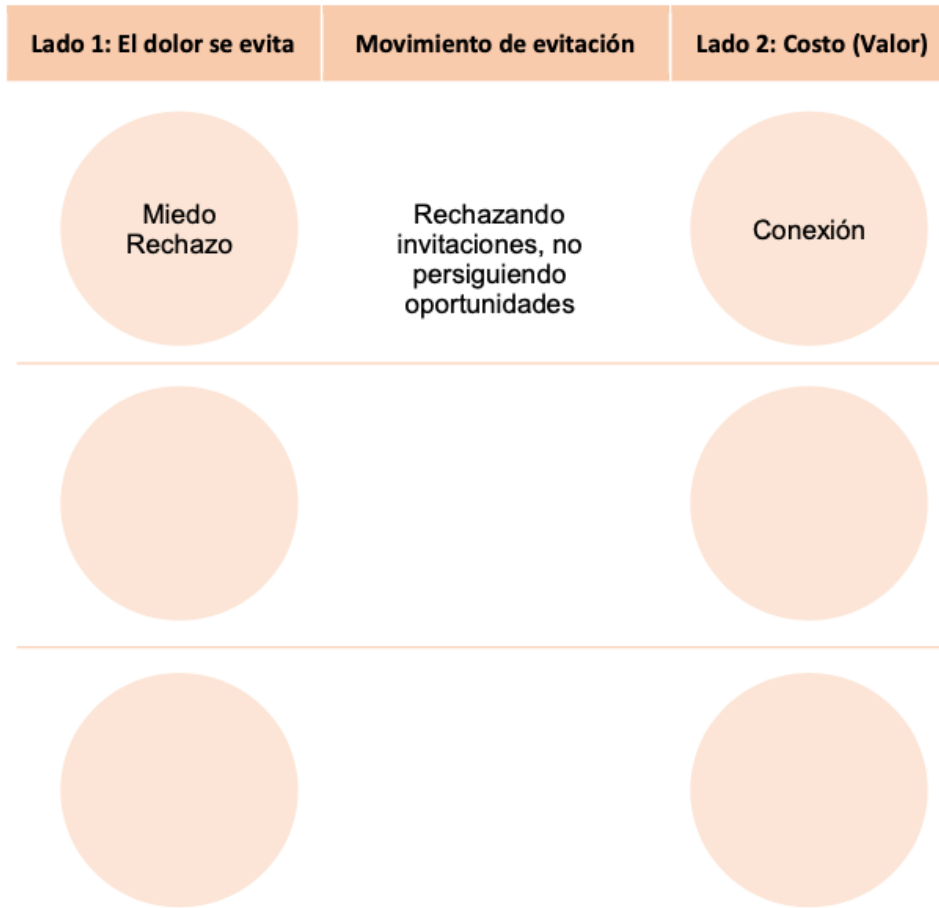 Lado 1: El dolor se evita
Movimiento de evitación
Lado 2: Costo (Valor)
Miedo
Rechazo
Rechazando
invitaciones, no
persiguiendo
oportunidades
Conexión